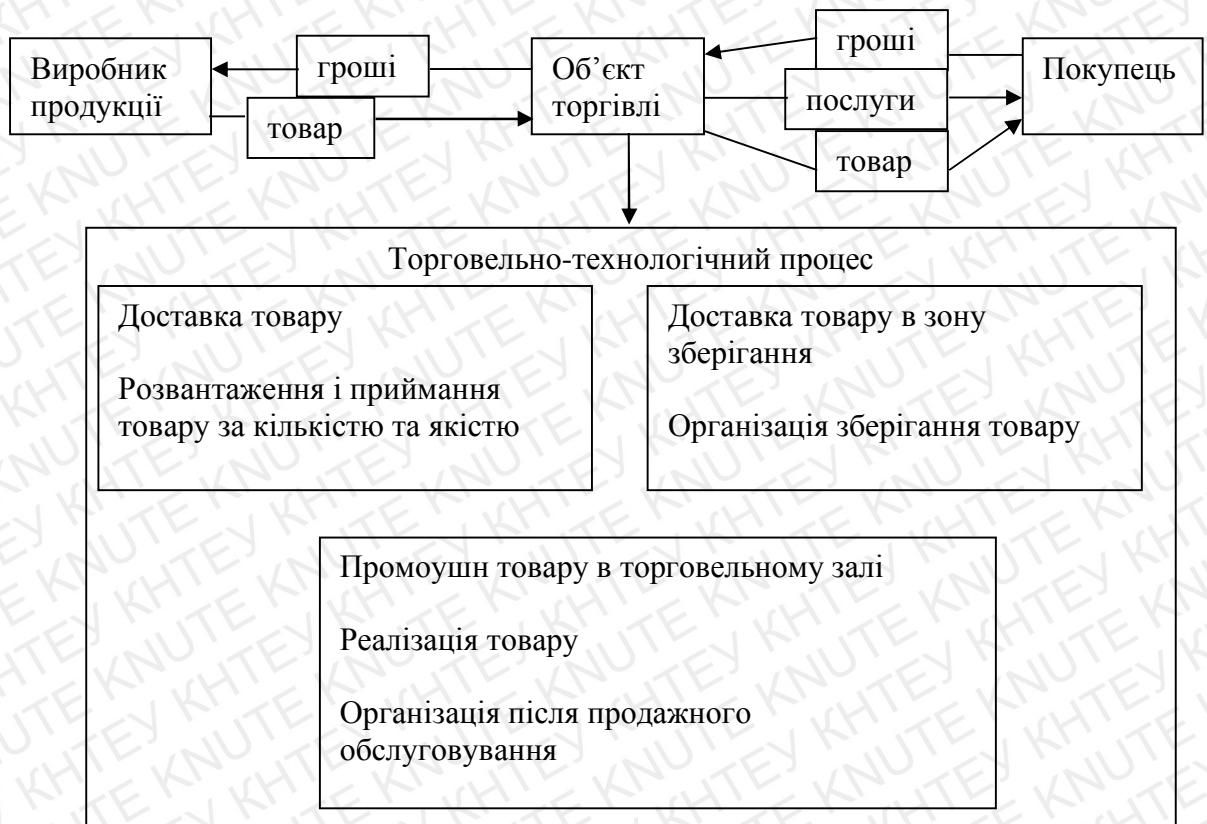 Виробник
продукції
гроші
товар
Об’єкт
торгівлі
гроші
послуги
товар
Покупець
Торговельно-технологічний процес
Доставка товару
Розвантаження і приймання
товару за кількістю та якістю
Доставка товару в зону
зберігання
Організація зберігання товару
Промоушн товару в торговельному залі
Реалізація товару
Організація після продажного
обслуговування